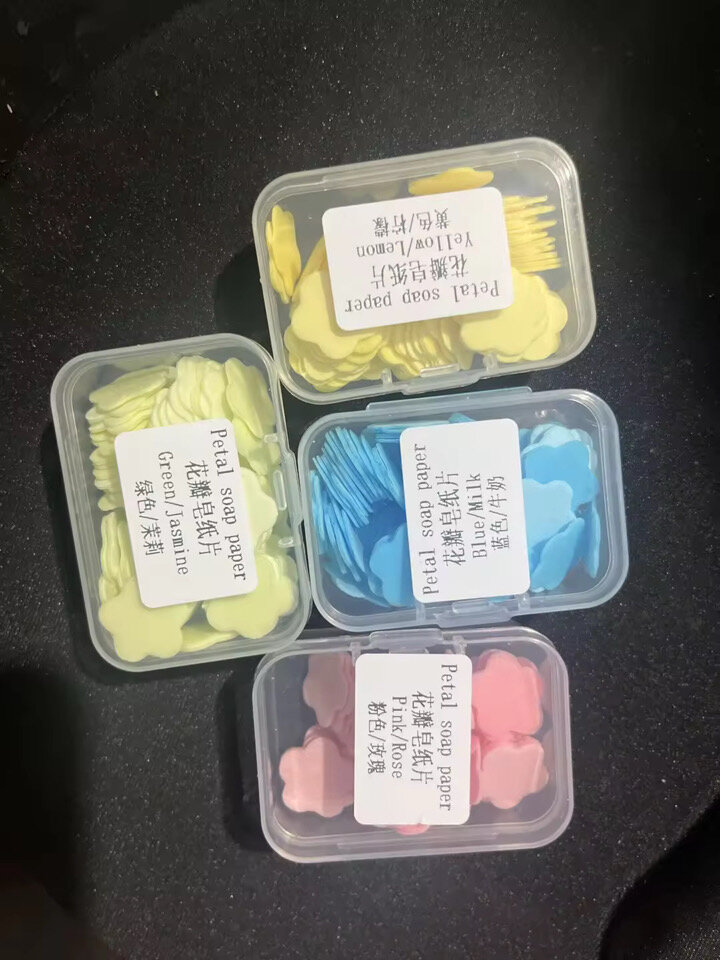 Petal soap paper
花瓣皂纸片
Yellow/Lemon
黄色/柠檬
Petal soap paper
花瓣皂纸片
Green/Jasmine
绿色/茉莉
Petal soap paper
花瓣皂纸片
Blue/Milk
蓝色/牛奶
Petal soap paper
花瓣皂纸片
Pink/Rose
粉色/玫瑰